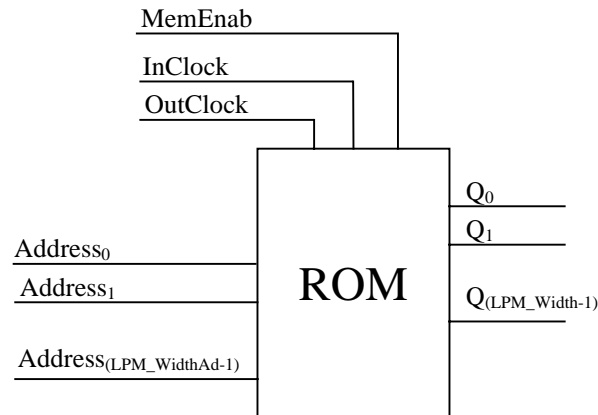 MemEnab
InClock
OutClock
Q0
Address0
Q1
Address1
ROM
Q(LPM_Width-1)
Address(LPM_WidthAd-1)